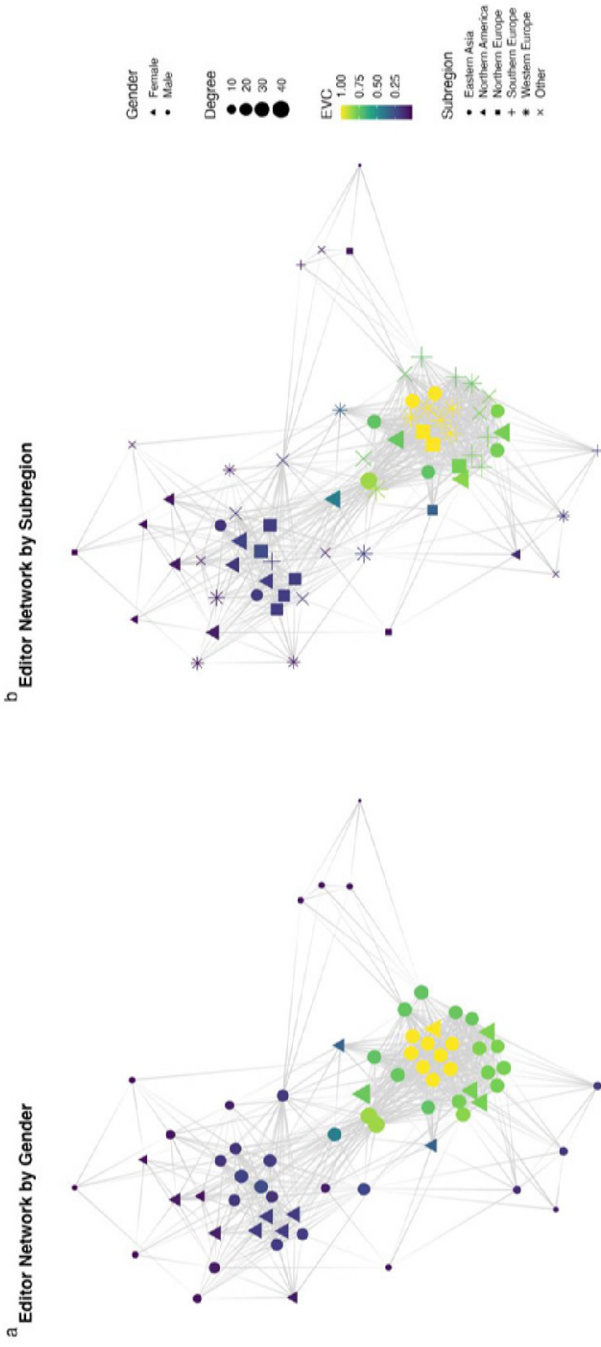 a
Editor Network by Gender
b
Editor Network by Subregion
Gender
Female
Male
Degree
10
20
30
40
EVC
1.00
0.75
0.50
0.25
Subregion
Eastern Asia
Northern America
Northern Europe
Southern Europe
Western Europe
Other